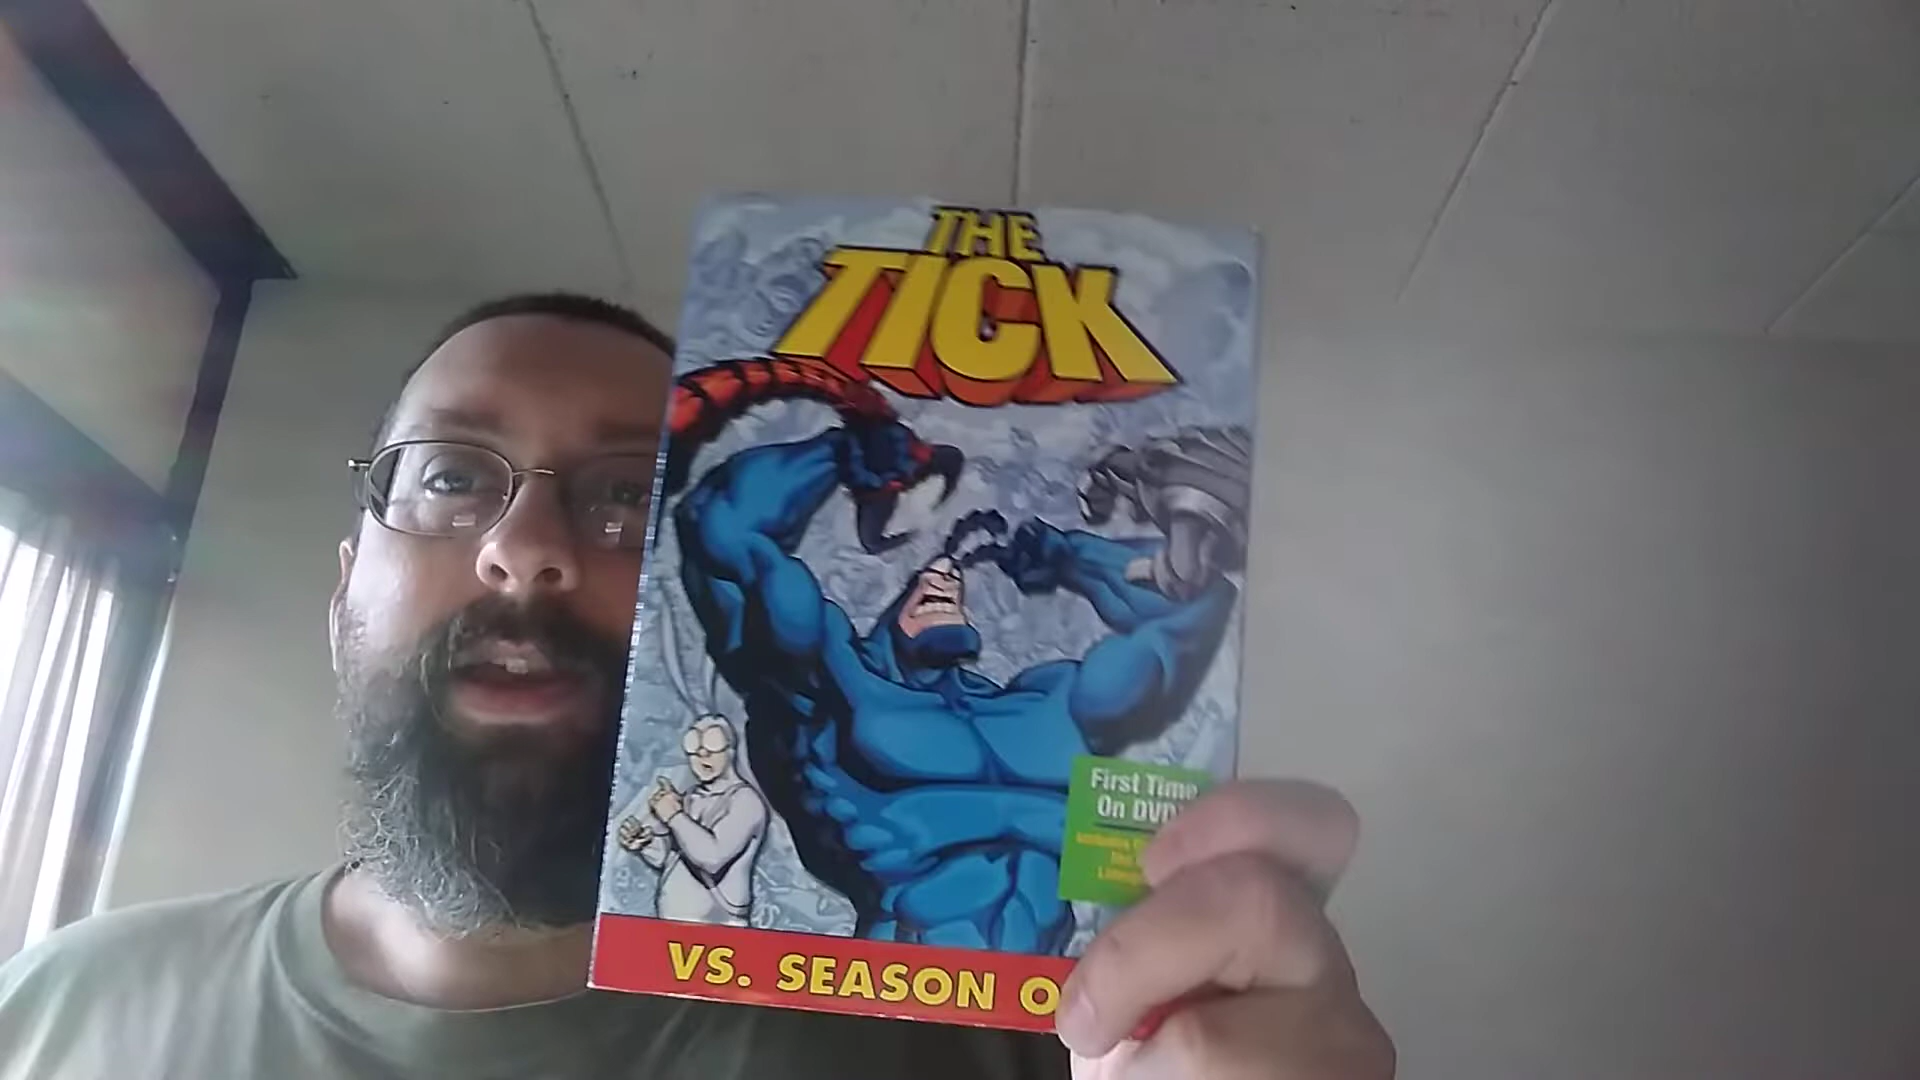 THE
TICK
First Time
On DVD
VS. SEASON O